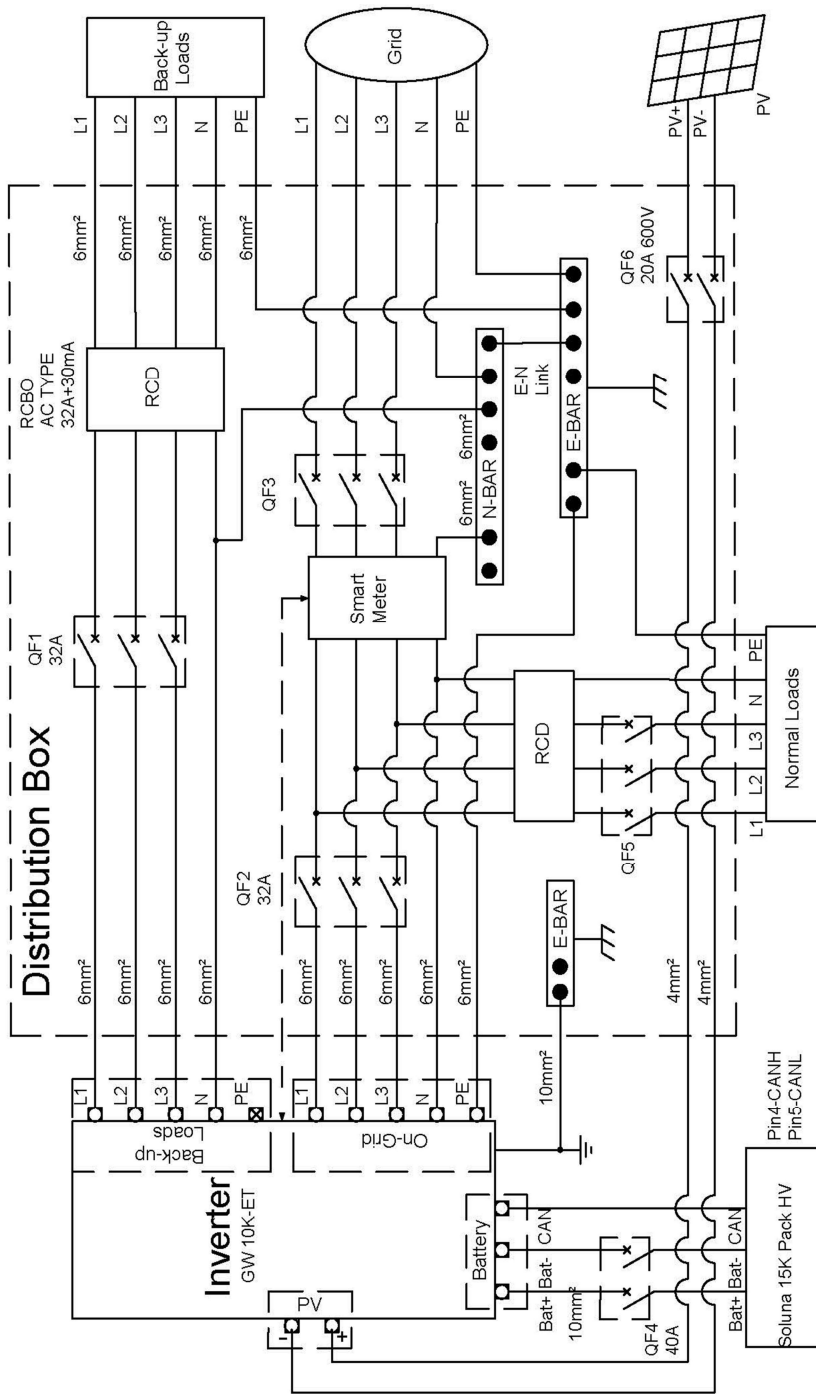 Distribution Box
Back-up
Loads
L1
L2
L3
N
PE
6mm²
6mm²
6mm²
6mm²
6mm²
RCBO
AC TYPE
32A+30mA
RCD
QF1
32A
6mm²
6mm²
6mm²
6mm²
L1
L2
L3
N
PE
Back-up
Loads
Grid
L1
L2
L3
N
PE
QF3
6mm²
6mm²
N-BAR
E-N
Link
E-BAR
Smart
Meter
QF2
32A
6mm²
6mm²
6mm²
6mm²
6mm²
L1
L2
L3
N
PE
On-Grid
Inverter
GW 10K-ET
PV
-
+
Battery
Bat+
Bat-
CAN
10mm²
QF4
40A
Bat+
Bat-
CAN
Soluna 15K Pack HV
Pin4-CANH
Pin5-CANL
10mm²
E-BAR
RCD
QF5
L1
L2
L3
N
PE
Normal Loads
4mm²
4mm²
QF6
20A 600V
PV+
PV-
PV